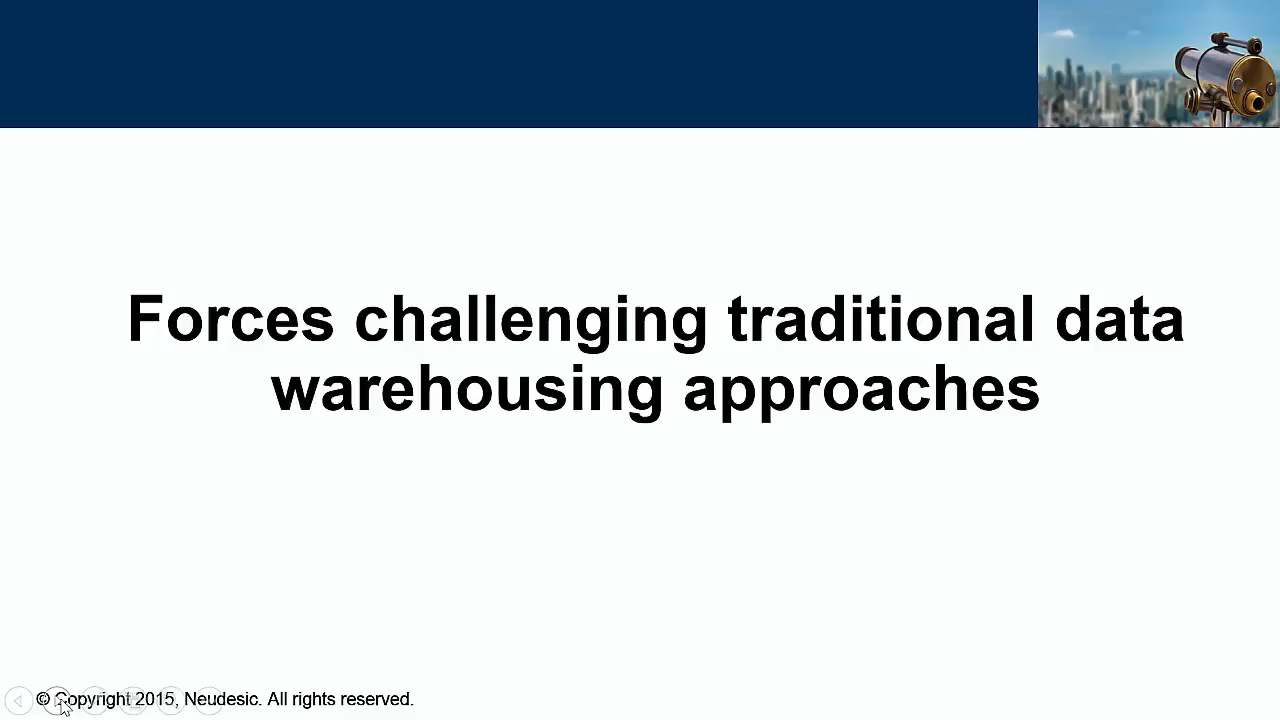 Forces challenging traditional data
warehousing approaches
© Copyright 2015, Neudesic. All rights reserved.